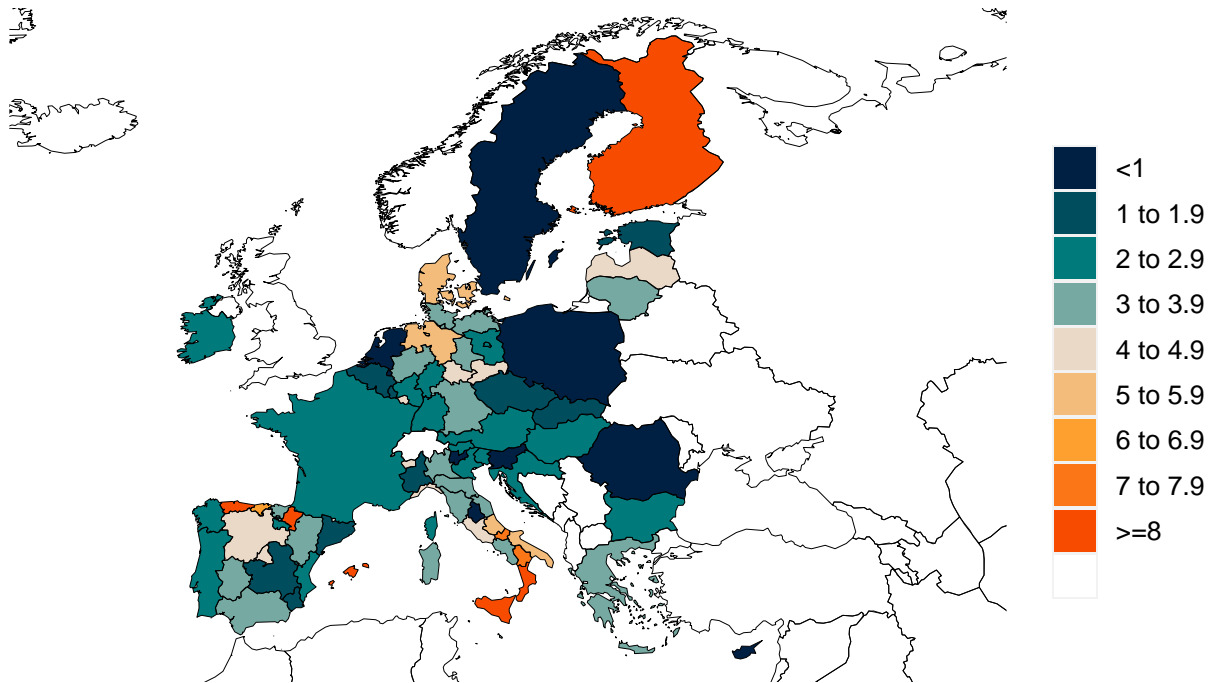 <1
1 to 1.9
2 to 2.9
3 to 3.9
4 to 4.9
5 to 5.9
6 to 6.9
7 to 7.9
>=8